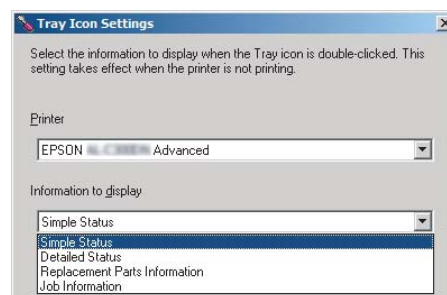 Tray Icon Settings
Select the information to display when the Tray icon is double-clicked. This
setting takes effect when the printer is not printing.
Printer
EPSON Advanced
Information to display
Simple Status
Simple Status
Detailed Status
Replacement Parts Information
Job Information